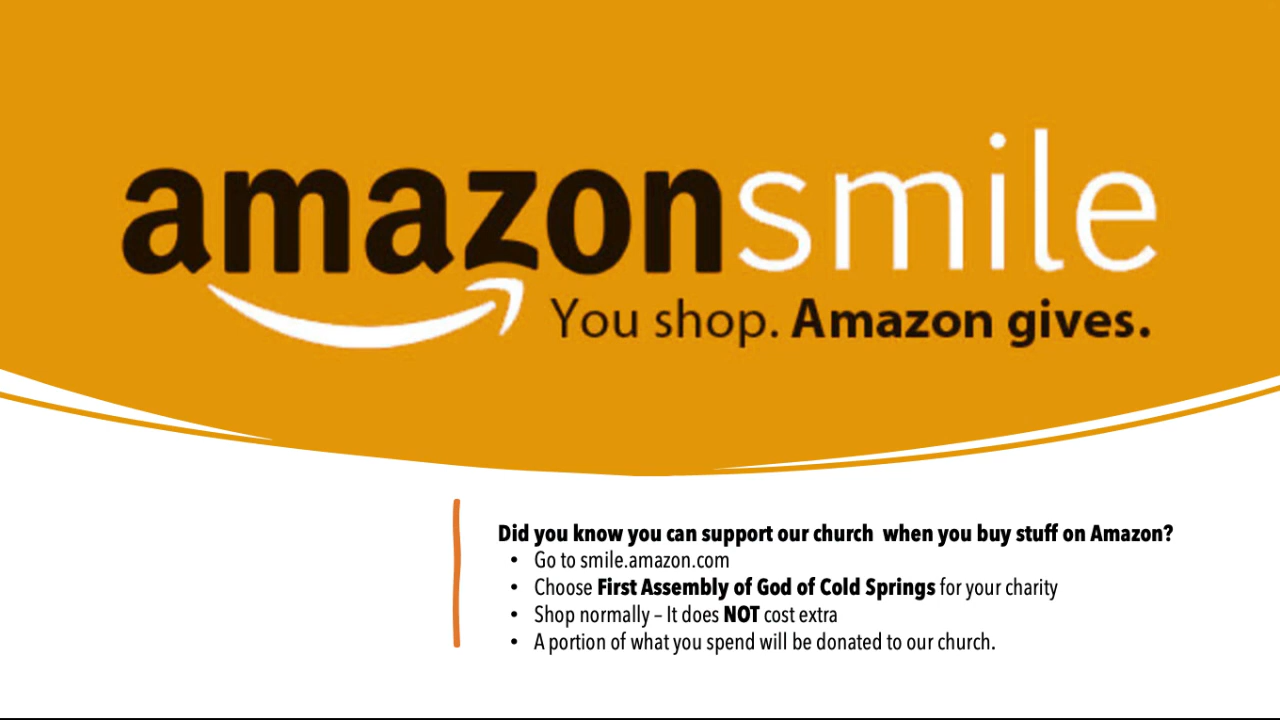 amazonsmile
You shop. Amazon gives.
Did you know you can support our church  when you buy stuff on Amazon?
• Go to smile.amazon.com
• Choose First Assembly of God of Cold Springs for your charity
• Shop normally – It does NOT cost extra
• A portion of what you spend will be donated to our church.